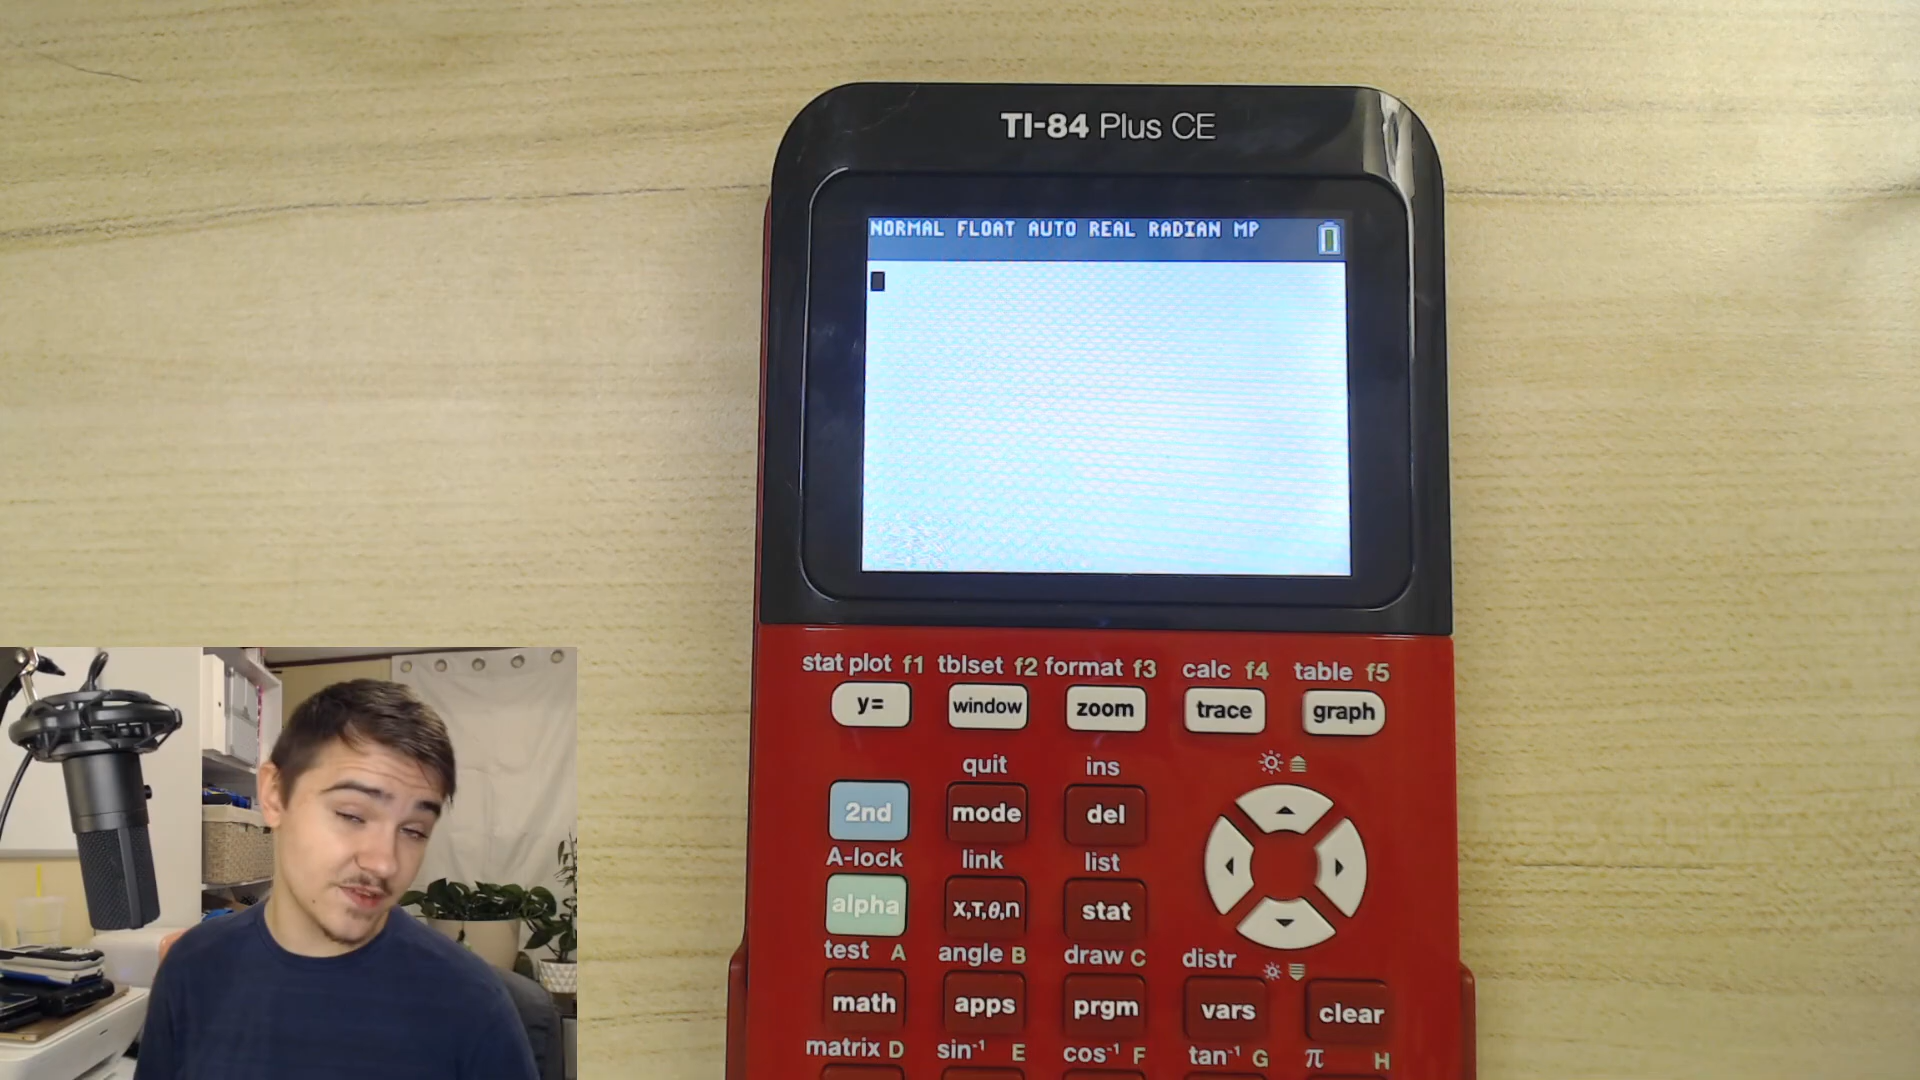 TI-84 Plus CE
NORMAL FLOAT AUTO REAL RADIAN MP
stat plot f1 tblset f2 format f3 calc f4 table f5
y= window zoom trace graph
quit ins
2nd mode del
A-lock link list
alpha X,T,θ,n stat
test A angle B draw C distr
math apps prgm vars clear
matrix D sin⁻¹ E cos⁻¹ F tan⁻¹ G π H